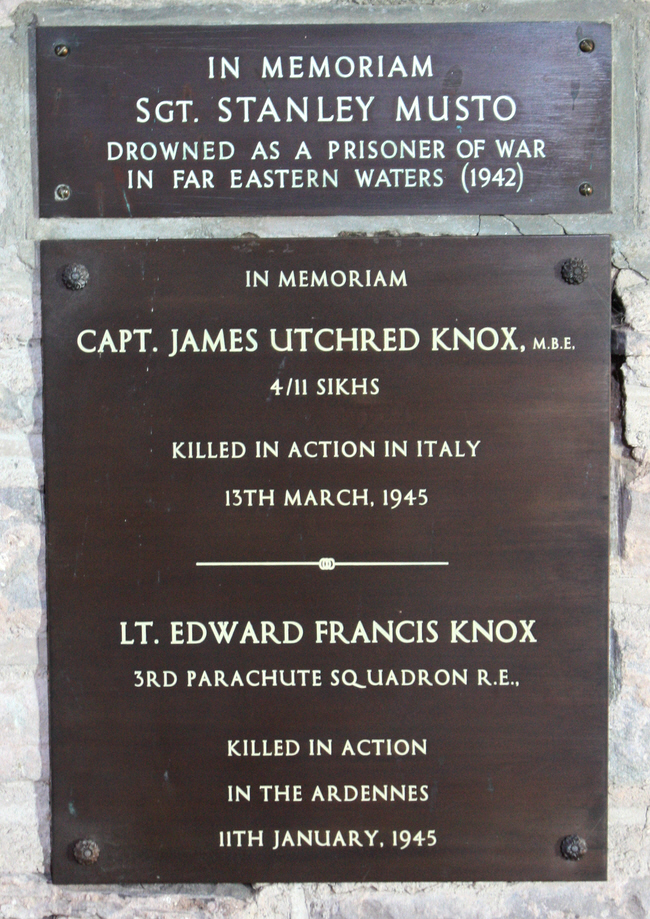 IN MEMORIAM
SGT. STANLEY MUSTO
DROWNED AS A PRISONER OF WAR
IN FAR EASTERN WATERS (1942)
IN MEMORIAM
CAPT. JAMES UTCHRED KNOX, M.B.E,
4/11 SIKHS
KILLED IN ACTION IN ITALY
13TH MARCH, 1945
LT. EDWARD FRANCIS KNOX
3RD PARACHUTE SQUADRON R.E.,
KILLED IN ACTION
IN THE ARDENNES
11TH JANUARY, 1945